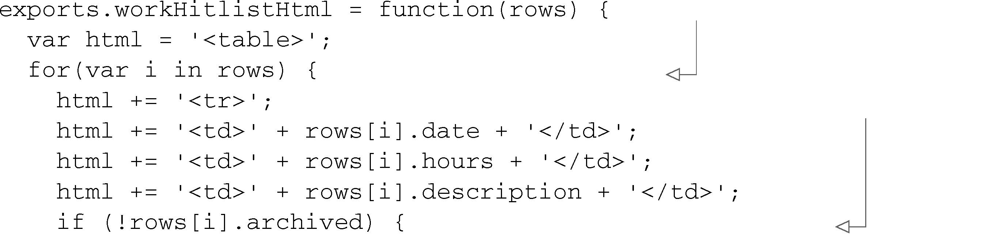 exports.workHitlistHtml = function(rows) {
  var html = '<table>';
  for(var i in rows) {
    html += '<tr>';
    html += '<td>' + rows[i].date + '</td>';
    html += '<td>' + rows[i].hours + '</td>';
    html += '<td>' + rows[i].description + '</td>';
    if (!rows[i].archived) {